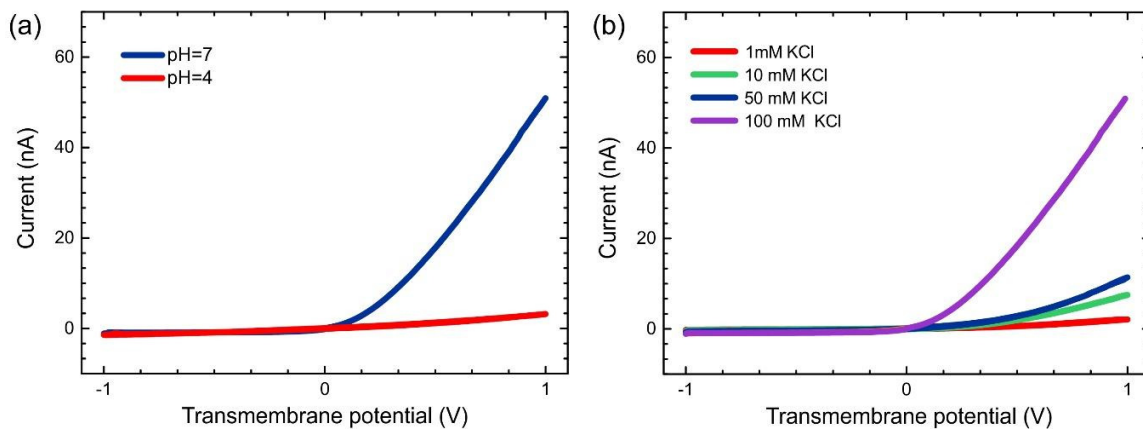 (a)
pH=7
pH=4
60
40
20
0
-1
0
1
Current (nA)
Transmembrane potential (V)
(b)
1mM KCl
10 mM KCl
50 mM KCl
100 mM KCl
60
40
20
0
-1
0
1
Current (nA)
Transmembrane potential (V)